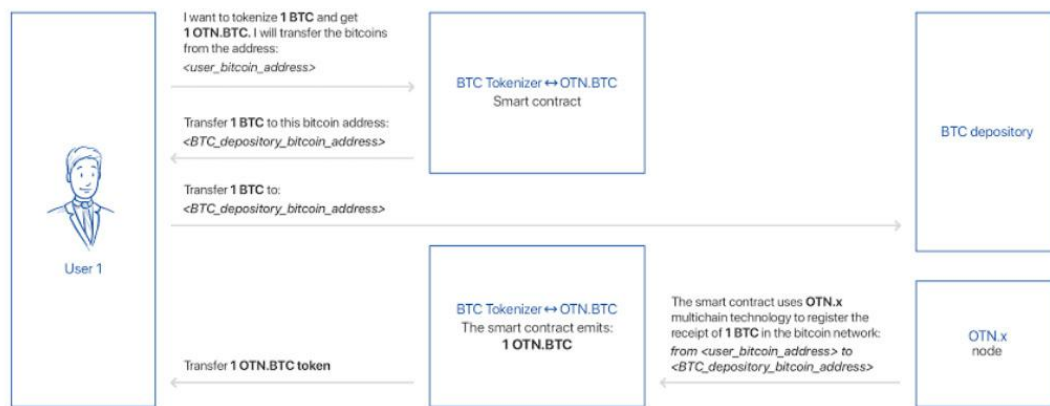 I want to tokenize 1 BTC and get
1 OTN.BTC. I will transfer the bitcoins
from the address:
<user_bitcoin_address>
BTC Tokenizer ↔ OTN.BTC
Smart contract
Transfer 1 BTC to this bitcoin address:
<BTC_depository_bitcoin_address>
BTC depository
Transfer 1 BTC to:
<BTC_depository_bitcoin_address>
User 1
BTC Tokenizer ↔ OTN.BTC
The smart contract emits:
1 OTN.BTC
The smart contract uses OTN.x
multichain technology to register the
receipt of 1 BTC in the bitcoin network:
from <user_bitcoin_address> to
<BTC_depository_bitcoin_address>
OTN.x
node
Transfer 1 OTN.BTC token